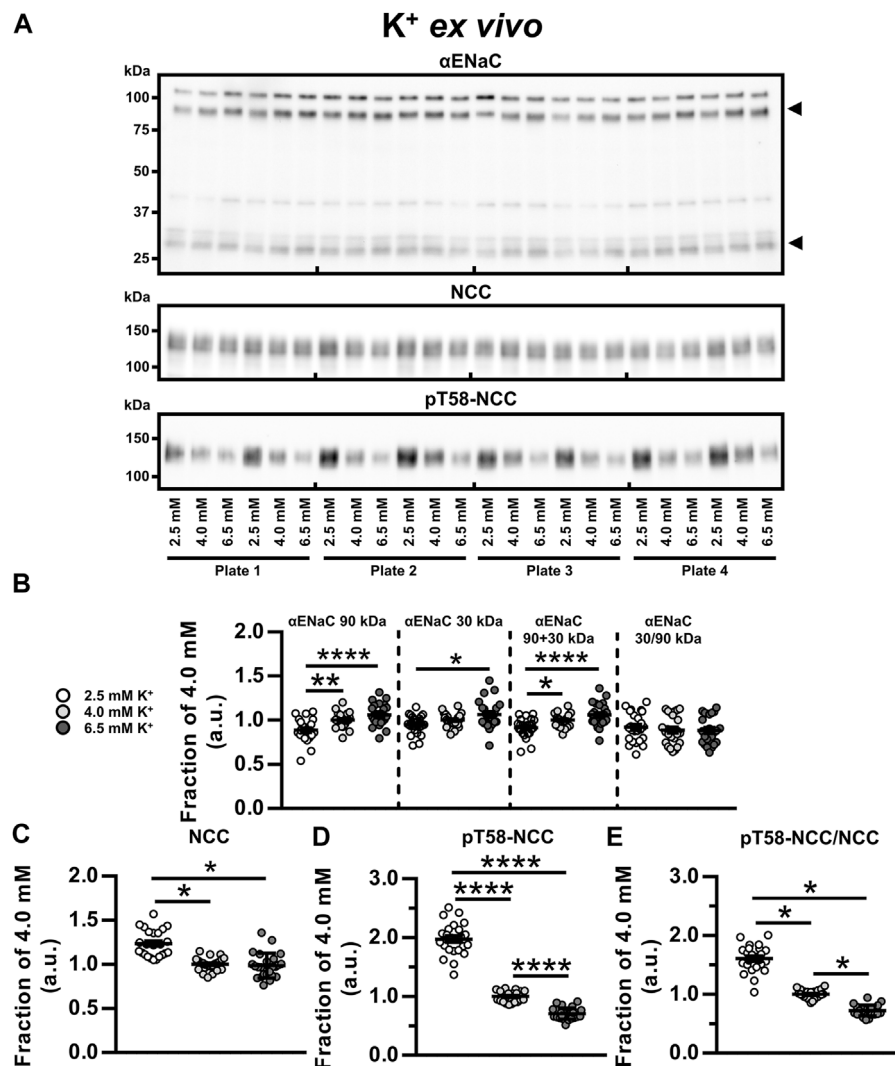 A
K⁺ ex vivo
αENaC
kDa
100
75
50
37
25
NCC
kDa
150
100
pT58-NCC
kDa
150
100
2.5 mM 4.0 mM 6.5 mM 2.5 mM 4.0 mM 6.5 mM 2.5 mM 4.0 mM 6.5 mM 2.5 mM 4.0 mM 6.5 mM 2.5 mM 4.0 mM 6.5 mM 2.5 mM 4.0 mM 6.5 mM 2.5 mM 4.0 mM 6.5 mM 2.5 mM 4.0 mM 6.5 mM
Plate 1 Plate 2 Plate 3 Plate 4
B
αENaC 90 kDa αENaC 30 kDa αENaC 90+30 kDa αENaC 30/90 kDa
Fraction of 4.0 mM
(a.u.)
2.0
1.5
1.0
0.5
0.0
**** ** * **** *
2.5 mM K⁺
4.0 mM K⁺
6.5 mM K⁺
C
NCC
Fraction of 4.0 mM
(a.u.)
2.0
1.5
1.0
0.5
0.0
*
*
D
pT58-NCC
Fraction of 4.0 mM
(a.u.)
3.0
2.0
1.0
0.0
****
****
****
E
pT58-NCC/NCC
Fraction of 4.0 mM
(a.u.)
3.0
2.0
1.0
0.0
*
*
*